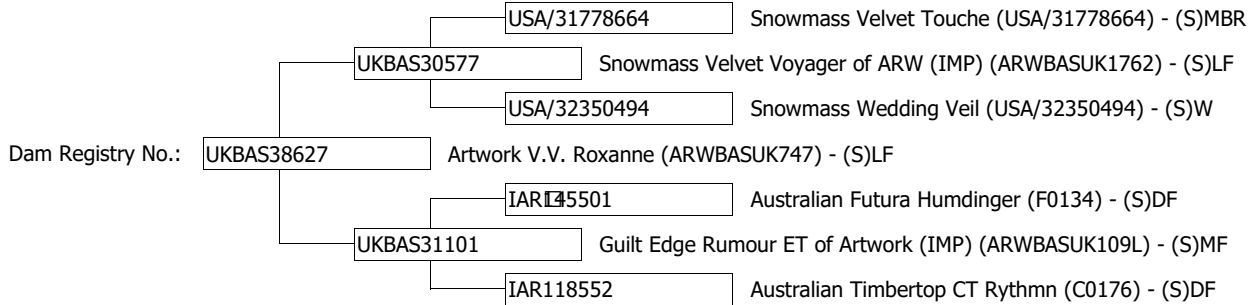 USA/31778664 Snowmass Velvet Touche (USA/31778664) - (S)MBR
UKBAS30577 Snowmass Velvet Voyager of ARW (IMP) (ARWBASUK1762) - (S)LF
USA/32350494 Snowmass Wedding Veil (USA/32350494) - (S)W
Dam Registry No.: UKBAS38627 Artwork V.V. Roxanne (ARWBASUK747) - (S)LF
IAR145501 Australian Futura Humdinger (F0134) - (S)DF
UKBAS31101 Guilt Edge Rumour ET of Artwork (IMP) (ARWBASUK109L) - (S)MF
IAR118552 Australian Timbertop CT Rythmn (C0176) - (S)DF